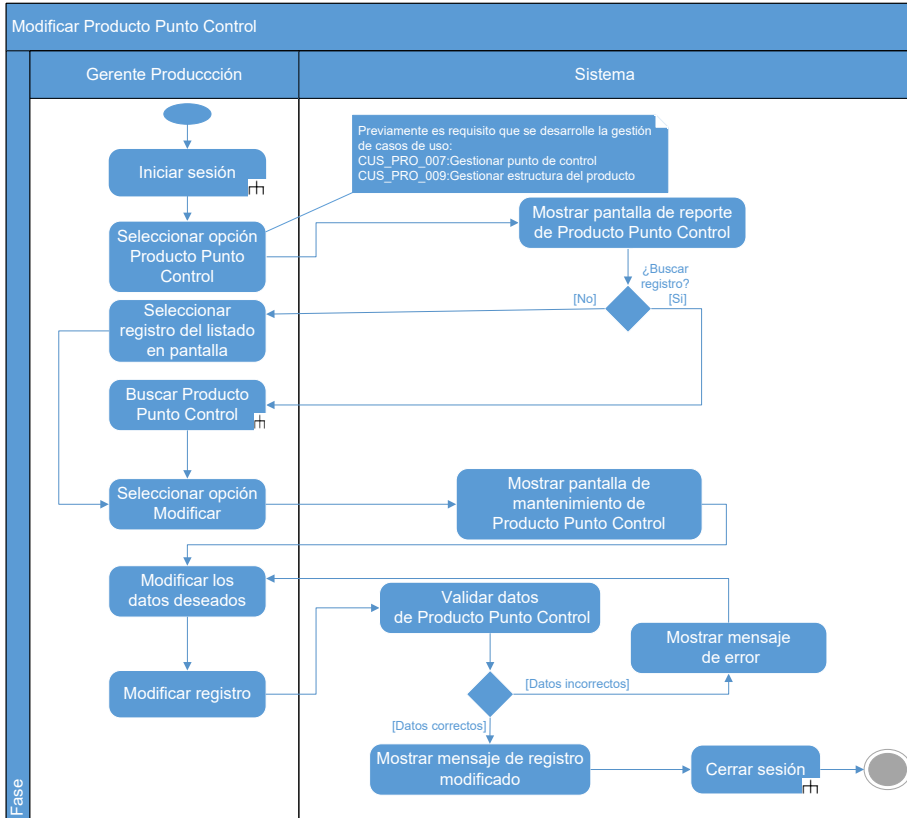 Modificar Producto Punto Control
Gerente Produccción
Sistema
Previamente es requisito que se desarrolle la gestión
de casos de uso:
CUS_PRO_007:Gestionar punto de control
CUS_PRO_009:Gestionar estructura del producto
Iniciar sesión
Mostrar pantalla de reporte
de Producto Punto Control
Seleccionar opción
Producto Punto
Control
¿Buscar
registro?
[No]
[Si]
Seleccionar
registro del listado
en pantalla
Buscar Producto
Punto Control
Seleccionar opción
Modificar
Mostrar pantalla de
mantenimiento de
Producto Punto Control
Modificar los
datos deseados
Validar datos
de Producto Punto Control
Mostrar mensaje
de error
Modificar registro
[Datos incorrectos]
[Datos correctos]
Mostrar mensaje de registro
modificado
Cerrar sesión
Fase